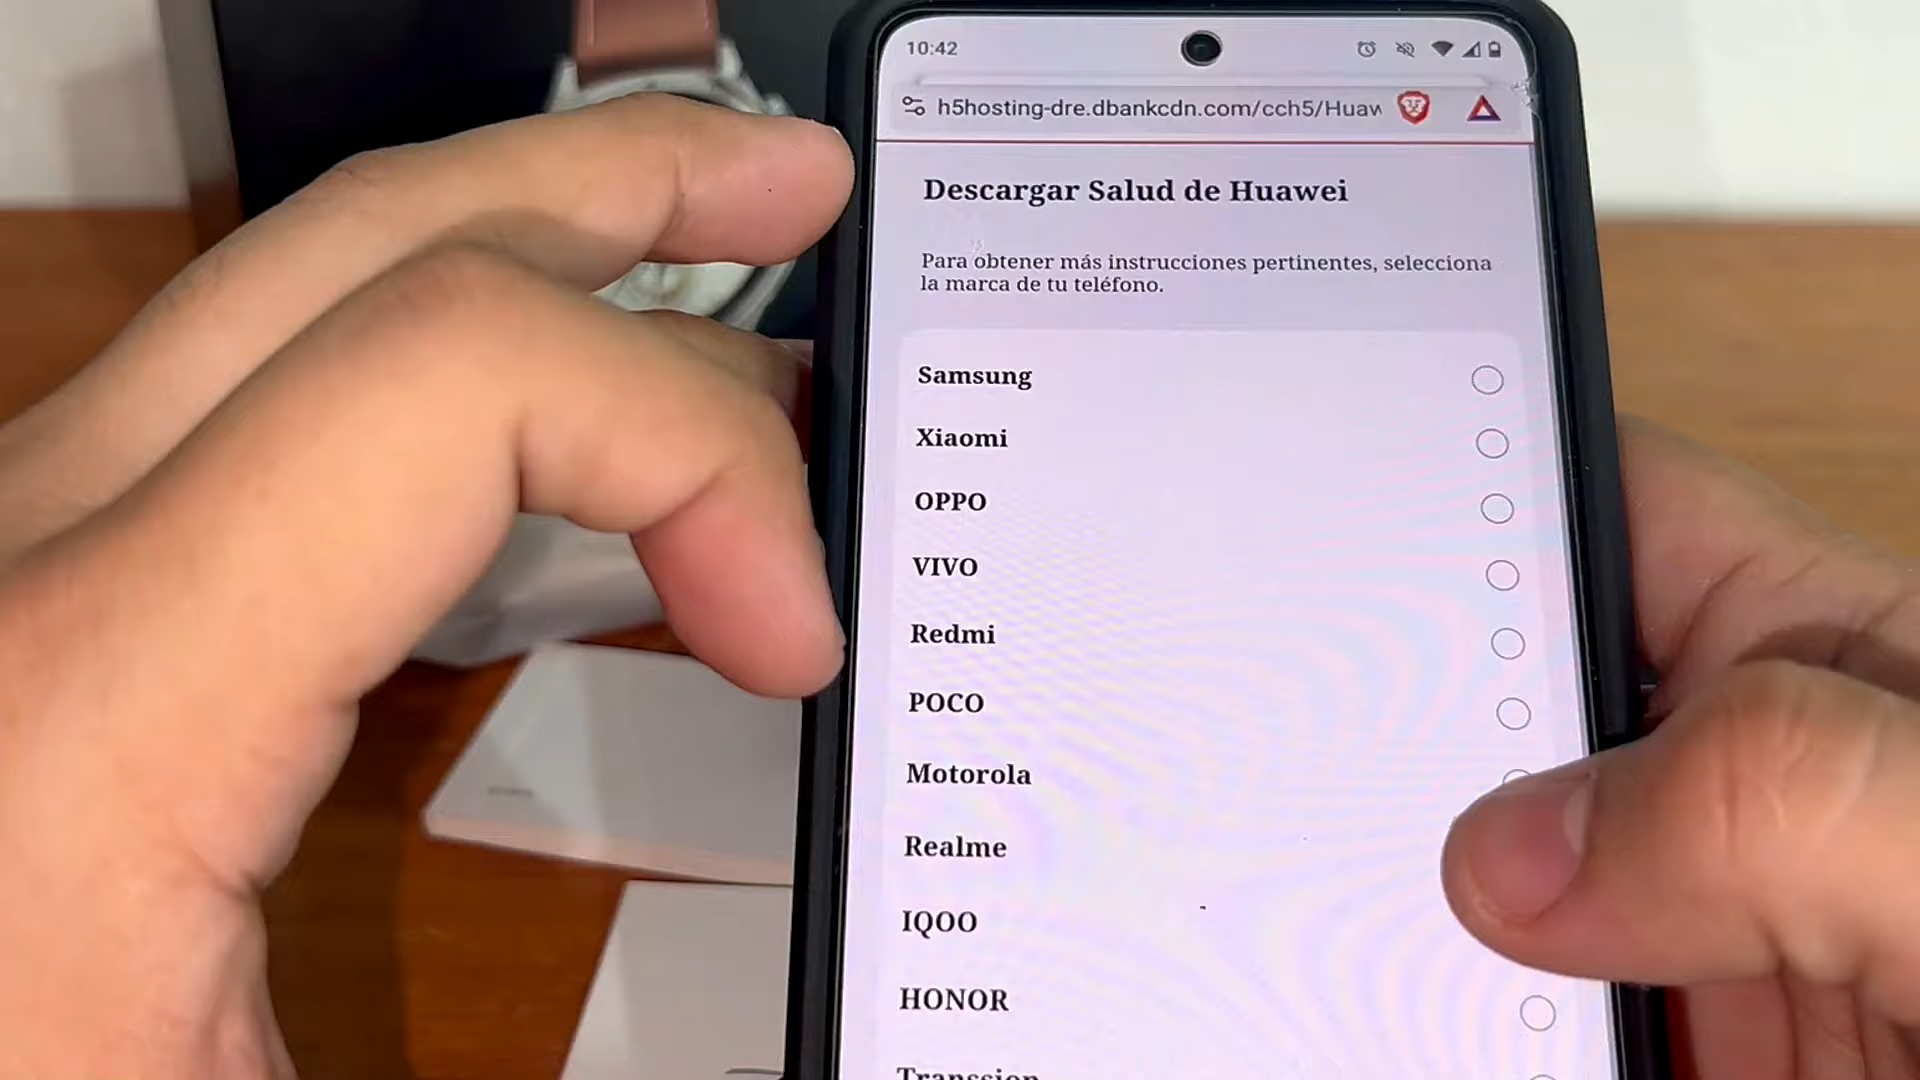 10:42
h5hosting-dre.dbankcdn.com/cch5/Huaw
Descargar Salud de Huawei
Para obtener más instrucciones pertinentes, selecciona
la marca de tu teléfono.
Samsung
Xiaomi
OPPO
VIVO
Redmi
POCO
Motorola
Realme
IQOO
HONOR
Transsion